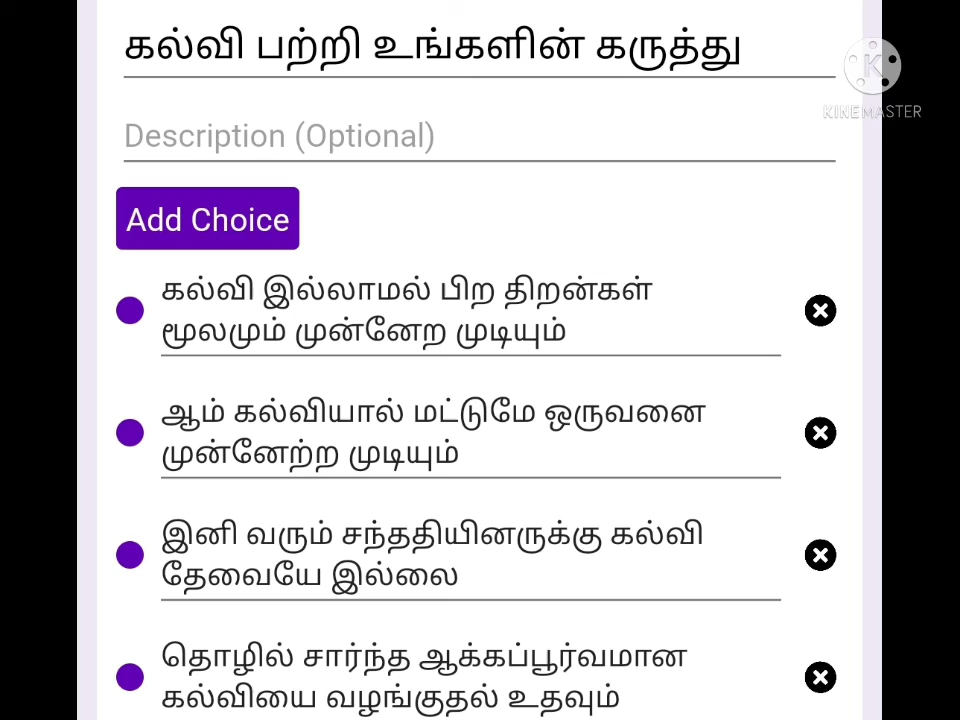 கல்வி பற்றி உங்களின் கருத்து
K
KINEMASTER
Description (Optional)
Add Choice
கல்வி இல்லாமல் பிற திறன்கள்
மூலமும் முன்னேற முடியும்
ஆம் கல்வியால் மட்டுமே ஒருவனை
முன்னேற்ற முடியும்
இனி வரும் சந்ததியினருக்கு கல்வி
தேவையே இல்லை
தொழில் சார்ந்த ஆக்கப்பூர்வமான
கல்வியை வழங்குதல் உதவும்